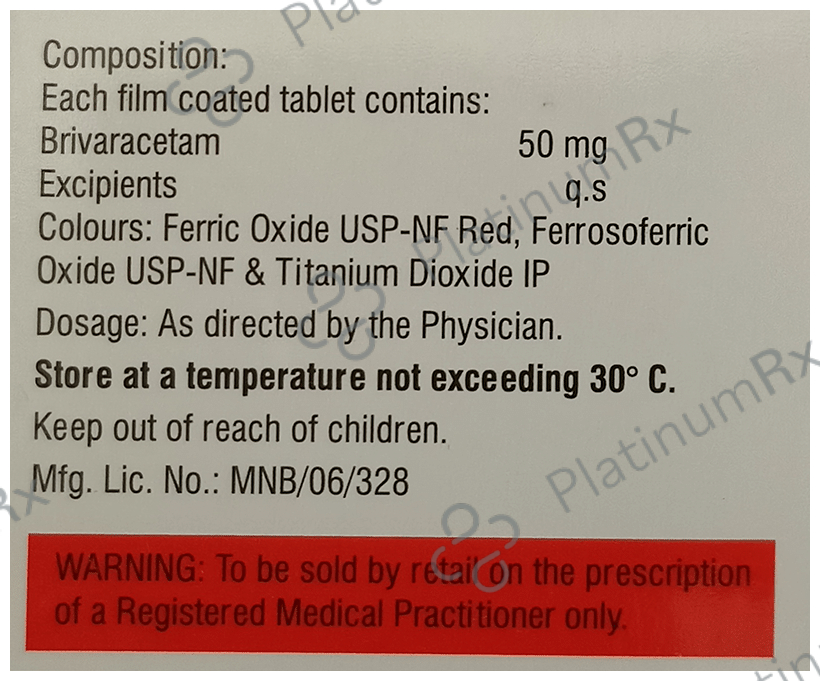 Composition:
Each film coated tablet contains:
Brivaracetam 50 mg
Excipients q.s
Colours: Ferric Oxide USP-NF Red, Ferrosoferric
Oxide USP-NF & Titanium Dioxide IP
Dosage: As directed by the Physician.
Store at a temperature not exceeding 30° C.
Keep out of reach of children.
Mfg. Lic. No.: MNB/06/328
WARNING: To be sold by retail on the prescription
of a Registered Medical Practitioner only.
PlatinumRx
PlatinumRx